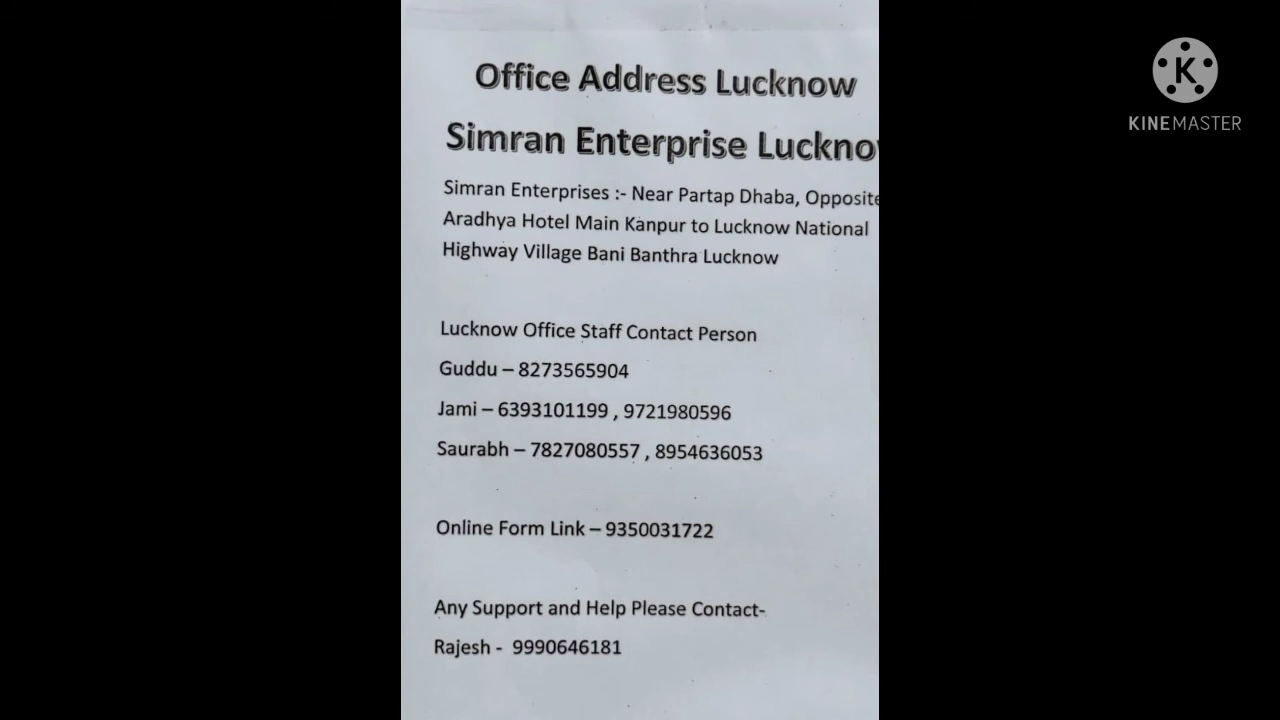 Office Address Lucknow
Simran Enterprise
Simran Enterprises :- Near Partap Dhaba, Opposite
Aradhya Hotel Main Kanpur to Lucknow National
Highway Village Bani Banthra Lucknow
Lucknow Office Staff Contact Person
Guddu – 8273565904
Jami – 6393101199 , 9721980596
Saurabh – 7827080557 , 8954636053
Online Form Link – 9350031722
Any Support and Help Please Contact-
Rajesh - 9990646181
K
KINEMASTER